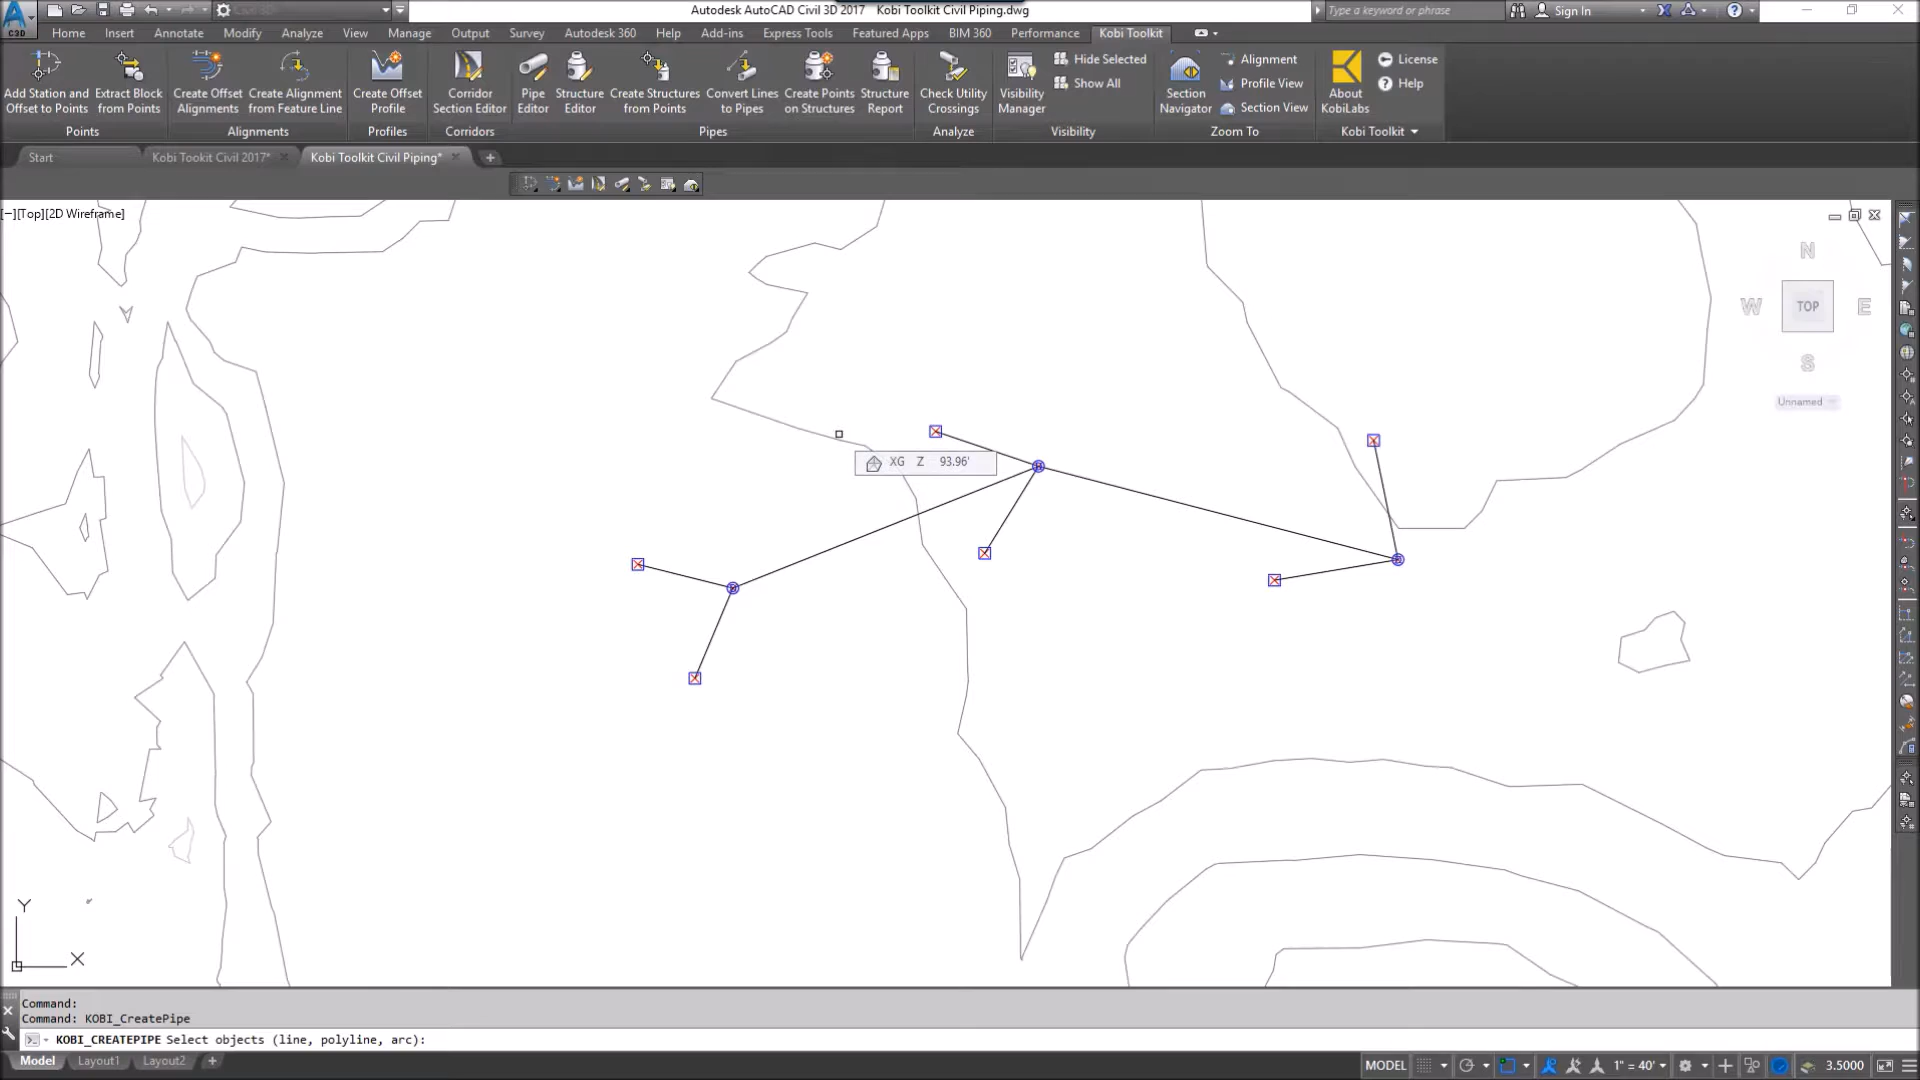 Autodesk AutoCAD Civil 3D 2017 Kobi Toolkit Civil Piping.dwg
Type a keyword or phrase
Sign In
C3D
Home Insert Annotate Modify Analyze View Manage Output Survey Autodesk 360 Help Add-ins Express Tools Featured Apps BIM 360 Performance Kobi Toolkit
Add Station and
Offset to Points
Extract Block
from Points
Create Offset
Alignments
Create Alignment
from Feature Line
Create Offset
Profile
Corridor
Section Editor
Pipe
Editor
Structure
Editor
Create Structures
from Points
Convert Lines
to Pipes
Create Points
on Structures
Structure
Report
Check Utility
Crossings
Visibility
Manager
Hide Selected
Show All
Section
Navigator
Alignment
Profile View
Section View
About
KobiLabs
License
Help
Points Alignments Profiles Corridors Pipes Analyze Visibility Zoom To Kobi Toolkit
Start Kobi Tookit Civil 2017* Kobi Toolkit Civil Piping*
[−][Top][2D Wireframe]
N
W TOP E
S
Unnamed
XG Z 93.96'
Y
X
Command:
Command: KOBI_CreatePipe
KOBI_CREATEPIPE Select objects (line, polyline, arc):
Model Layout1 Layout2
MODEL 1" = 40' 3.5000